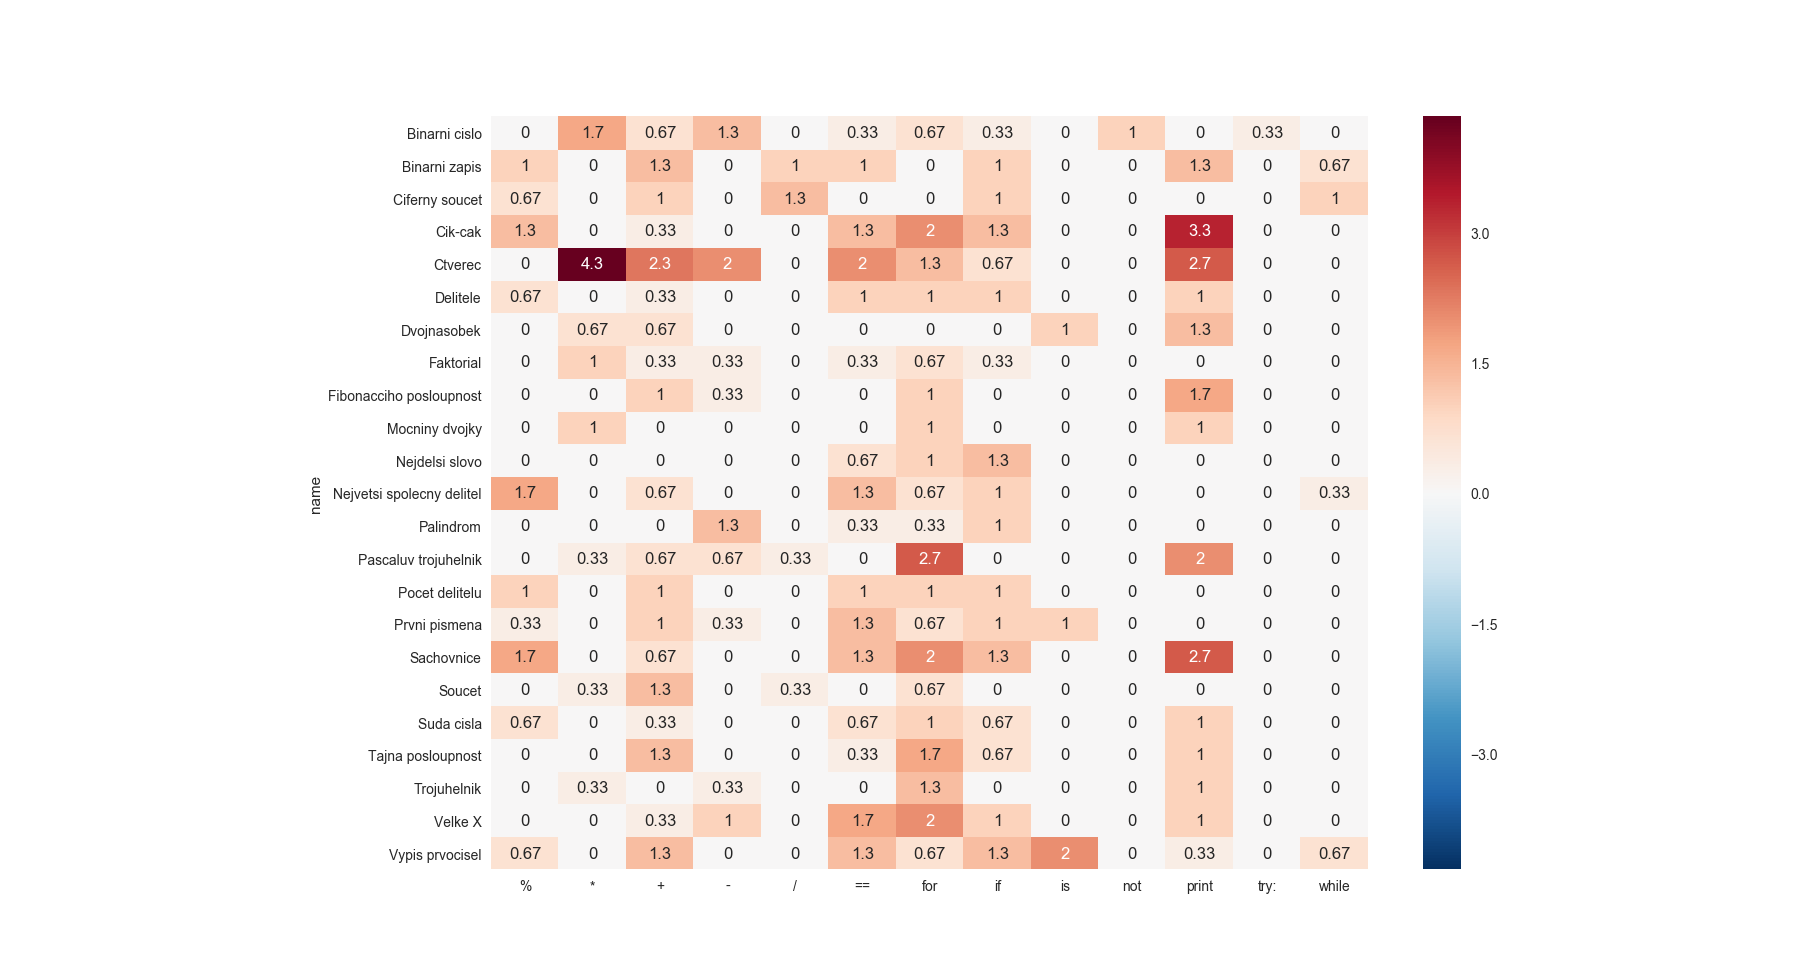 Binarni cislo 0 1.7 0.67 1.3 0 0.33 0.67 0.33 0 1 0 0.33 0
Binarni zapis 1 0 1.3 0 1 1 0 1 0 0 1.3 0 0.67
Ciferny soucet 0.67 0 1 0 1.3 0 0 1 0 0 0 0 1
Cik-cak 1.3 0 0.33 0 0 1.3 2 1.3 0 0 3.3 0 0
3.0
Ctverec 0 4.3 2.3 2 0 2 1.3 0.67 0 0 2.7 0 0
Delitele 0.67 0 0.33 0 0 1 1 1 0 0 1 0 0
Dvojnasobek 0 0.67 0.67 0 0 0 0 0 1 0 1.3 0 0
Faktorial 0 1 0.33 0.33 0 0.33 0.67 0.33 0 0 0 0 0
1.5
Fibonacciho posloupnost 0 0 1 0.33 0 0 1 0 0 0 1.7 0 0
Mocniny dvojky 0 1 0 0 0 0 1 0 0 0 1 0 0
Nejdelsi slovo 0 0 0 0 0 0.67 1 1.3 0 0 0 0 0
name
Nejvetsi spolecny delitel 1.7 0 0.67 0 0 1.3 0.67 1 0 0 0 0 0.33
0.0
Palindrom 0 0 0 1.3 0 0.33 0.33 1 0 0 0 0 0
Pascaluv trojuhelnik 0 0.33 0.67 0.67 0.33 0 2.7 0 0 0 2 0 0
Pocet delitelu 1 0 1 0 0 1 1 1 0 0 0 0 0
Prvni pismena 0.33 0 1 0.33 0 1.3 0.67 1 1 0 0 0 0
−1.5
Sachovnice 1.7 0 0.67 0 0 1.3 2 1.3 0 0 2.7 0 0
Soucet 0 0.33 1.3 0 0.33 0 0.67 0 0 0 0 0 0
Suda cisla 0.67 0 0.33 0 0 0.67 1 0.67 0 0 1 0 0
Tajna posloupnost 0 0 1.3 0 0 0.33 1.7 0.67 0 0 1 0 0
−3.0
Trojuhelnik 0 0.33 0 0.33 0 0 1.3 0 0 0 1 0 0
Velke X 0 0 0.33 1 0 1.7 2 1 0 0 1 0 0
Vypis prvocisel 0.67 0 1.3 0 0 1.3 0.67 1.3 2 0 0.33 0 0.67
% * + - / == for if is not print try: while